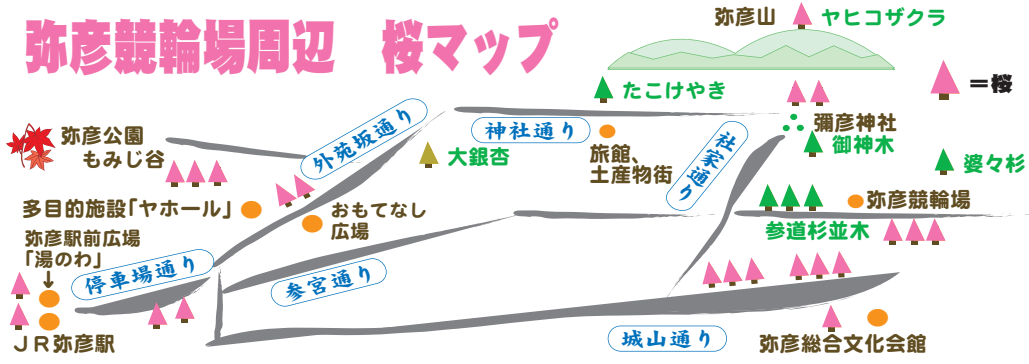 弥彦競輪場周辺　桜マップ
弥彦山
ヤヒコザクラ
＝桜
たこけやき
弥彦公園
もみじ谷
外苑坂通り
神社通り
大銀杏
旅館、
土産物街
社家通り
彌彦神社
御神木
婆々杉
多目的施設「ヤホール」
おもてなし
広場
弥彦競輪場
参道杉並木
弥彦駅前広場
「湯のわ」
停車場通り
参宮通り
ＪＲ弥彦駅
城山通り
弥彦総合文化会館